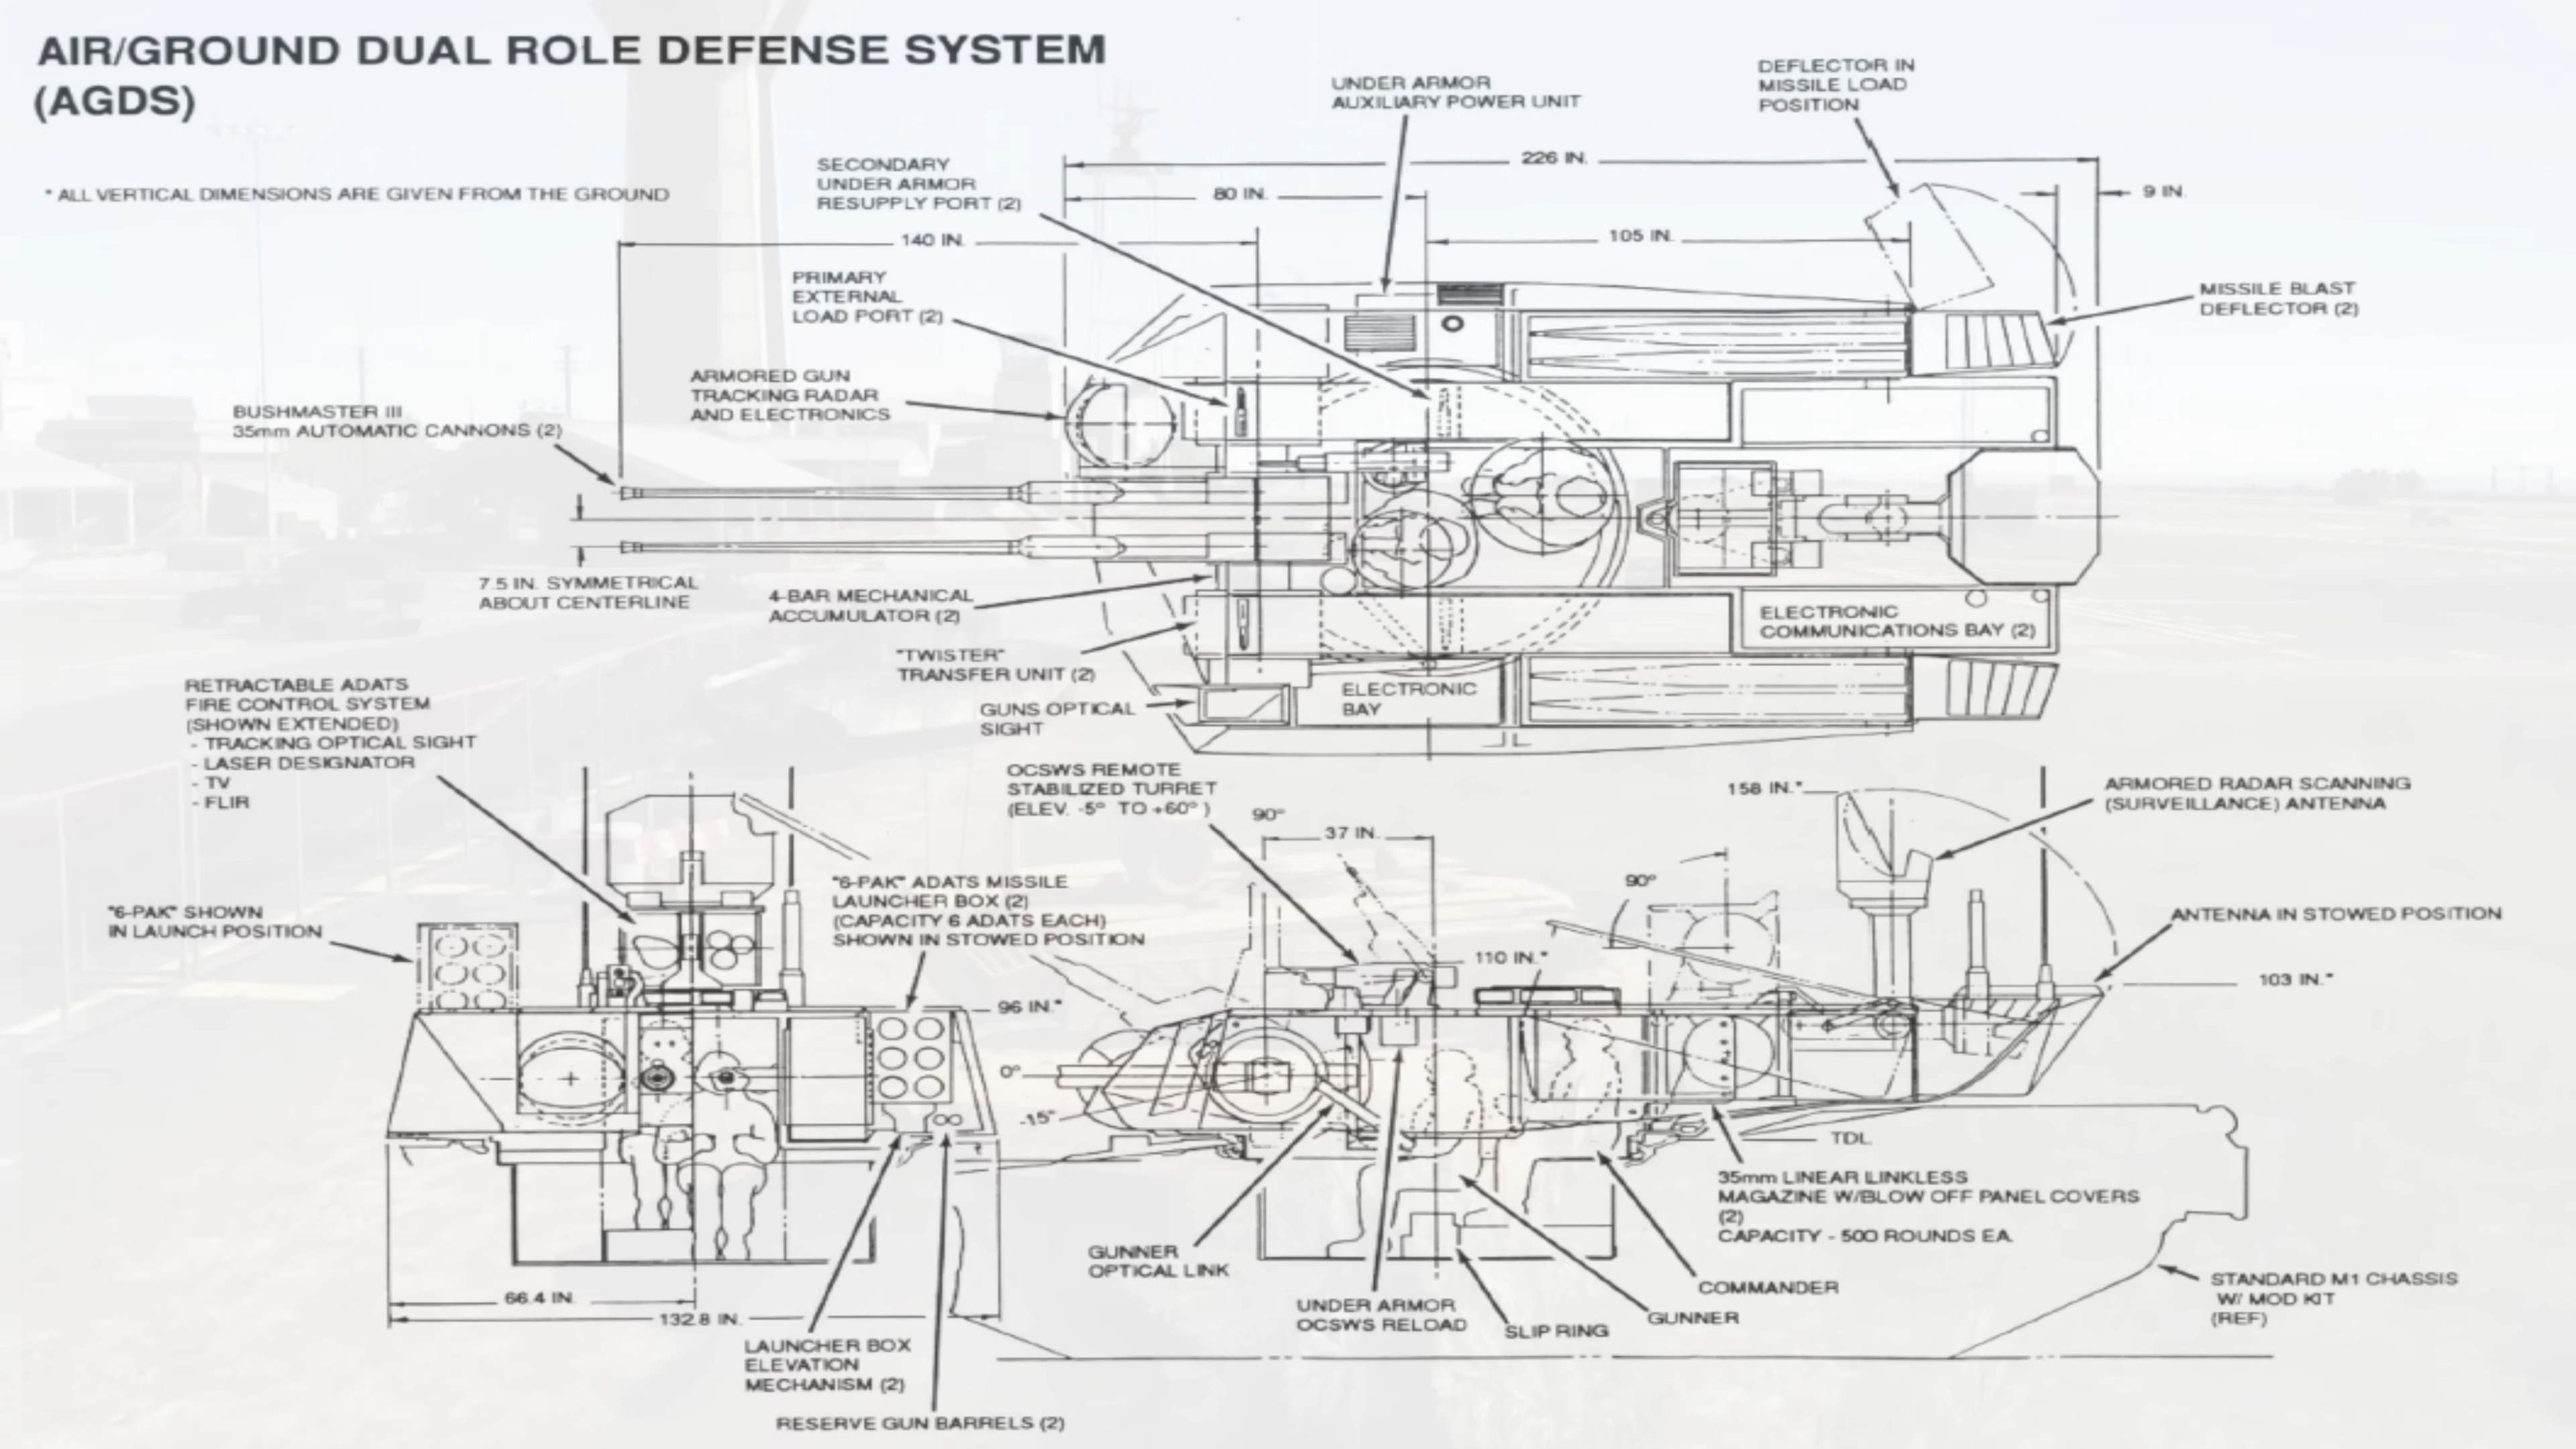 AIR/GROUND DUAL ROLE DEFENSE SYSTEM
(AGDS)
* ALL VERTICAL DIMENSIONS ARE GIVEN FROM THE GROUND
UNDER ARMOR
AUXILIARY POWER UNIT
DEFLECTOR IN
MISSILE LOAD
POSITION
226 IN.
SECONDARY
UNDER ARMOR
RESUPPLY PORT (2)
80 IN.
9 IN.
140 IN.
105 IN.
PRIMARY
EXTERNAL
LOAD PORT (2)
MISSILE BLAST
DEFLECTOR (2)
ARMORED GUN
TRACKING RADAR
AND ELECTRONICS
BUSHMASTER III
35mm AUTOMATIC CANNONS (2)
7.5 IN. SYMMETRICAL
ABOUT CENTERLINE
4-BAR MECHANICAL
ACCUMULATOR (2)
ELECTRONIC
COMMUNICATIONS BAY (2)
"TWISTER"
TRANSFER UNIT (2)
ELECTRONIC
BAY
GUNS OPTICAL
SIGHT
RETRACTABLE ADATS
FIRE CONTROL SYSTEM
(SHOWN EXTENDED)
- TRACKING OPTICAL SIGHT
- LASER DESIGNATOR
- TV
- FLIR
OCSWS REMOTE
STABILIZED TURRET
(ELEV. -5° TO +60°)
90°
37 IN.
158 IN.*
ARMORED RADAR SCANNING
(SURVEILLANCE) ANTENNA
"6-PAK" SHOWN
IN LAUNCH POSITION
"6-PAK" ADATS MISSILE
LAUNCHER BOX (2)
(CAPACITY 6 ADATS EACH)
SHOWN IN STOWED POSITION
90°
ANTENNA IN STOWED POSITION
110 IN.*
103 IN.*
96 IN.*
0°
-15°
TDL
35mm LINEAR LINKLESS
MAGAZINE W/BLOW OFF PANEL COVERS
(2)
CAPACITY - 500 ROUNDS EA.
GUNNER
OPTICAL LINK
COMMANDER
STANDARD M1 CHASSIS
W/ MOD KIT
(REF)
66.4 IN.
132.8 IN.
UNDER ARMOR
OCSWS RELOAD
SLIP RING
GUNNER
LAUNCHER BOX
ELEVATION
MECHANISM (2)
RESERVE GUN BARRELS (2)